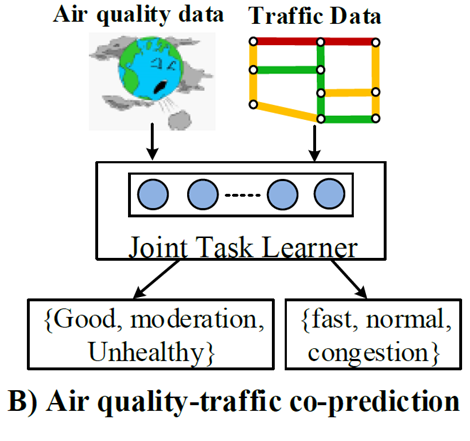 Air quality data
Traffic Data
Joint Task Learner
{Good, moderation,
Unhealthy}
{fast, normal,
congestion}
B) Air quality-traffic co-prediction